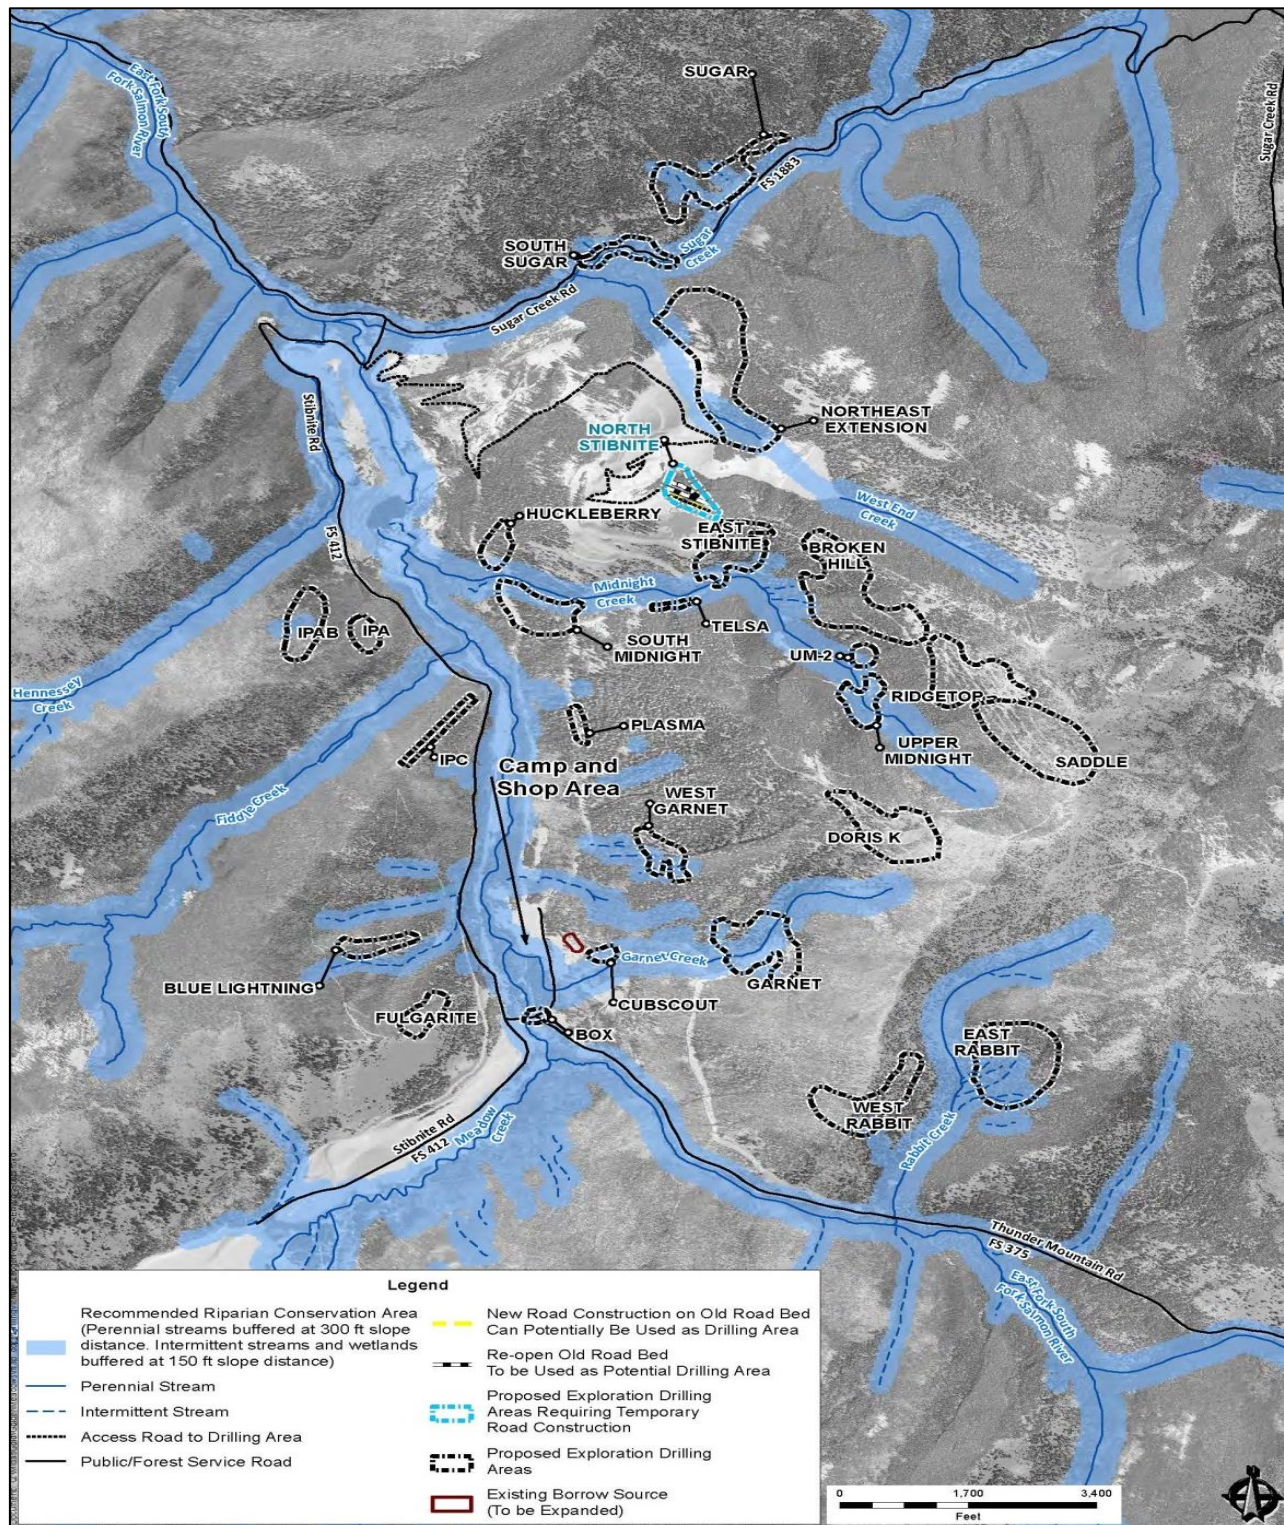 SUGAR
Sugar Creek Rd
East Fork South
Fork Salmon River
FS 1883
SOUTH
SUGAR
Sugar
Creek
Sugar Creek Rd
Stibnite Rd
NORTHEAST
EXTENSION
NORTH
STIBNITE
HUCKLEBERRY
EAST
STIBNITE
West End
Creek
FS 412
BROKEN
HILL
Midnight
Creek
IPAB
IPA
TELSA
SOUTH
MIDNIGHT
UM-2
Hennessey
Creek
RIDGETOP
PLASMA
IPC
UPPER
MIDNIGHT
SADDLE
Camp and
Shop Area
Fiddle Creek
WEST
GARNET
DORIS K
Garnet Creek
GARNET
BLUE LIGHTNING
CUBSCOUT
FULGARITE
BOX
EAST
RABBIT
WEST
RABBIT
Stibnite Rd
FS 412
Meadow
Creek
Rabbit Creek
Thunder Mountain Rd
FS 375
East Fork South
Fork Salmon River
Legend
Recommended Riparian Conservation Area
(Perennial streams buffered at 300 ft slope
distance. Intermittent streams and wetlands
buffered at 150 ft slope distance)
Perennial Stream
Intermittent Stream
Access Road to Drilling Area
Public/Forest Service Road
New Road Construction on Old Road Bed
Can Potentially Be Used as Drilling Area
Re-open Old Road Bed
To be Used as Potential Drilling Area
Proposed Exploration Drilling
Areas Requiring Temporary
Road Construction
Proposed Exploration Drilling
Areas
Existing Borrow Source
(To be Expanded)
0 1,700 3,400
Feet